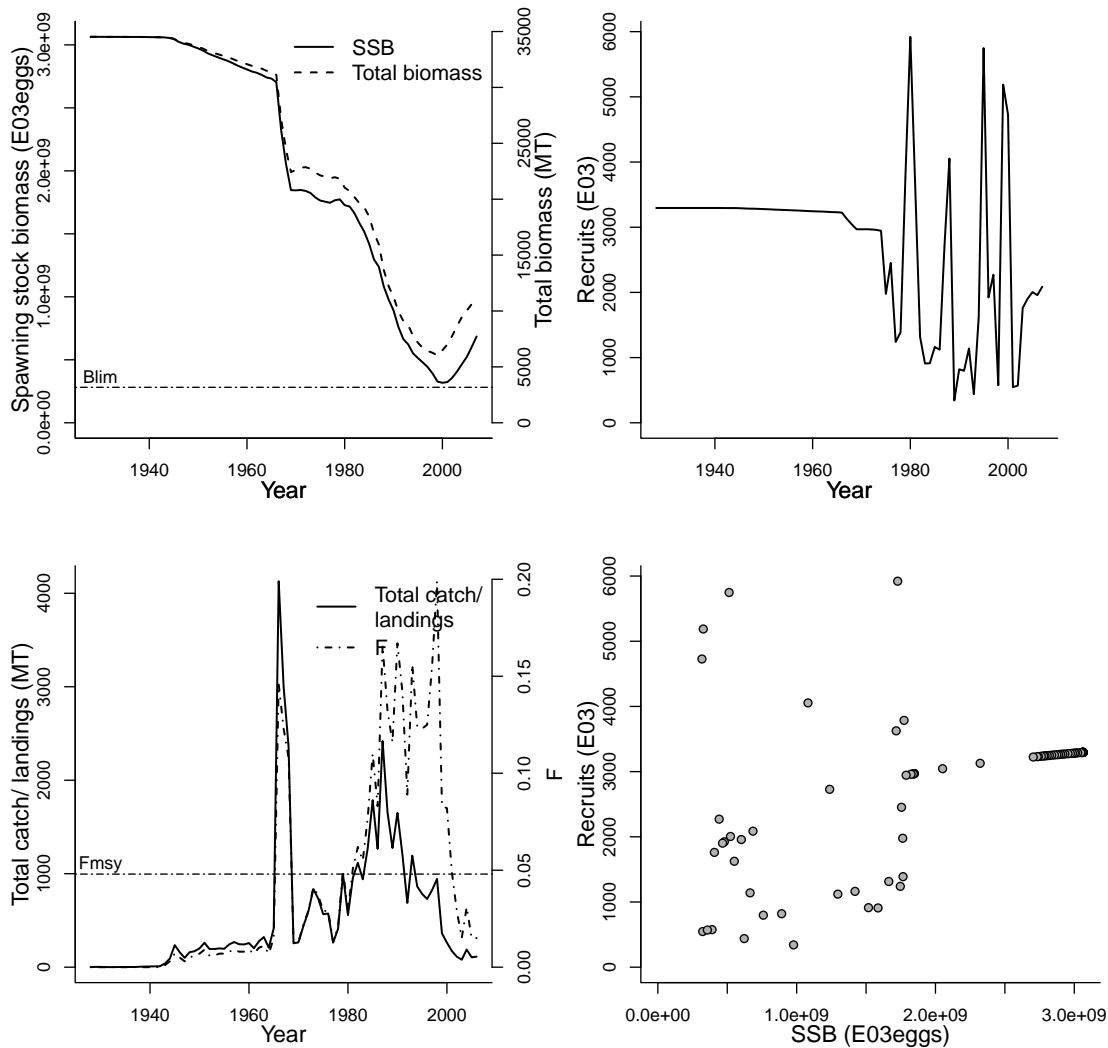 Spawning stock biomass (E03eggs)
0.0e+00
1.0e+09
2.0e+09
3.0e+09
SSB
Total biomass
Blim
0
5000
15000
25000
35000
Total biomass (MT)
1940
1960
1980
2000
Year
Recruits (E03)
0
1000
2000
3000
4000
5000
6000
1940
1960
1980
2000
Year
Total catch/ landings (MT)
0
1000
2000
3000
4000
Total catch/
landings
F
Fmsy
0.00
0.05
0.10
0.15
0.20
F
1940
1960
1980
2000
Year
Recruits (E03)
0
1000
2000
3000
4000
5000
6000
0.0e+00
1.0e+09
2.0e+09
3.0e+09
SSB (E03eggs)